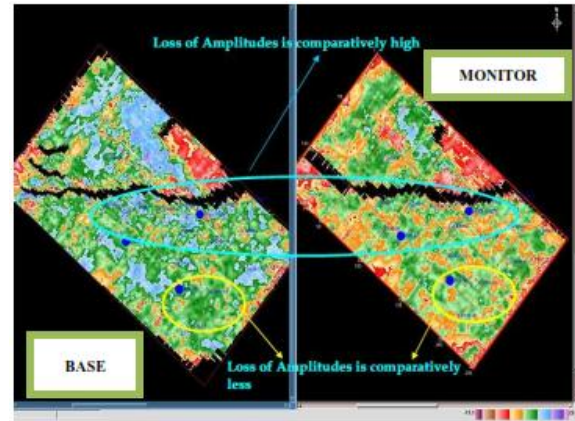 Loss of Amplitudes is comparatively high
MONITOR
N
BASE
Loss of Amplitudes is comparatively
less